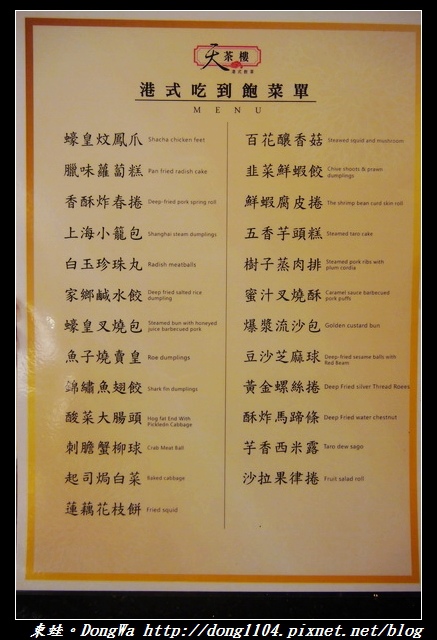 天茶樓
港式飲茶
港式吃到飽菜單
MENU
蠔皇炆鳳爪 Shacha chicken feet
臘味蘿蔔糕 Pan fried radish cake
香酥炸春捲 Deep-fried pork spring roll
上海小籠包 Shanghai steam dumplings
白玉珍珠丸 Radish meatballs
家鄉鹹水餃 Deep fried salted rice
dumpling
蠔皇叉燒包 Steamed bun with honeyed
juice barbecued pork
魚子燒賣皇 Roe dumplings
錦繡魚翅餃 Shark fin dumplings
酸菜大腸頭 Hog fat End With
Pickledn Cabbage
刺膽蟹柳球 Crab Meat Ball
起司焗白菜 Baked cabbage
蓮藕花枝餅 Fried squid
百花釀香菇 Steamed squid and mushroom
韭菜鮮蝦餃 Chive shoots & prawn
dumplings
鮮蝦腐皮捲 The shrimp bean curd skin roll
五香芋頭糕 Steamed taro cake
樹子蒸肉排 Steamed pork ribs with
plum cordia
蜜汁叉燒酥 Caramel sauce barbecued
pork puffs
爆漿流沙包 Golden custard bun
豆沙芝麻球 Deep-fried sesame balls with
Red Bean
黃金螺絲捲 Deep Fried silver Thread Roees
酥炸馬蹄條 Deep Fried water chestnut
芋香西米露 Taro dew sago
沙拉果律捲 Fruit salad roll
東蛙。DongWa http://dong1104.pixnet.net/blog